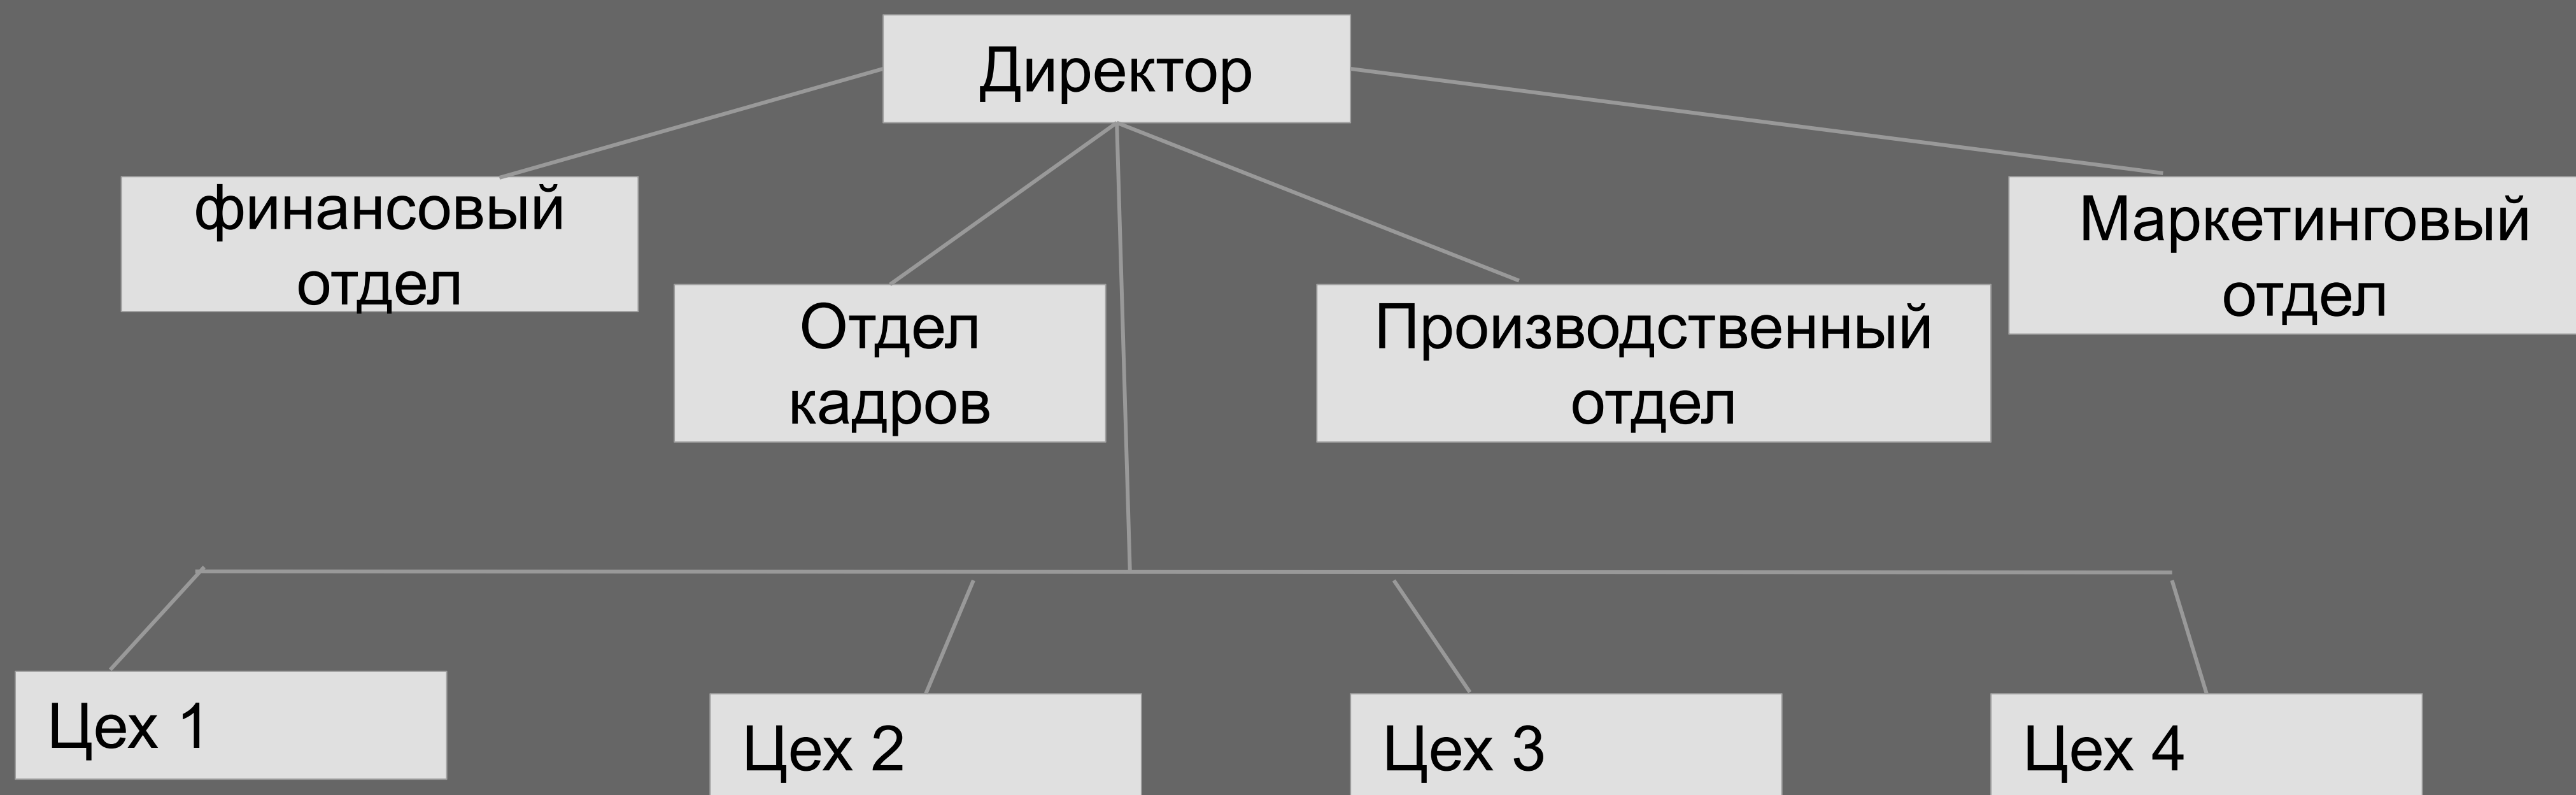 Директор
финансовый
отдел
Маркетинговый
отдел
Отдел
кадров
Производственный
отдел
Цех 1
Цех 2
Цех 3
Цех 4